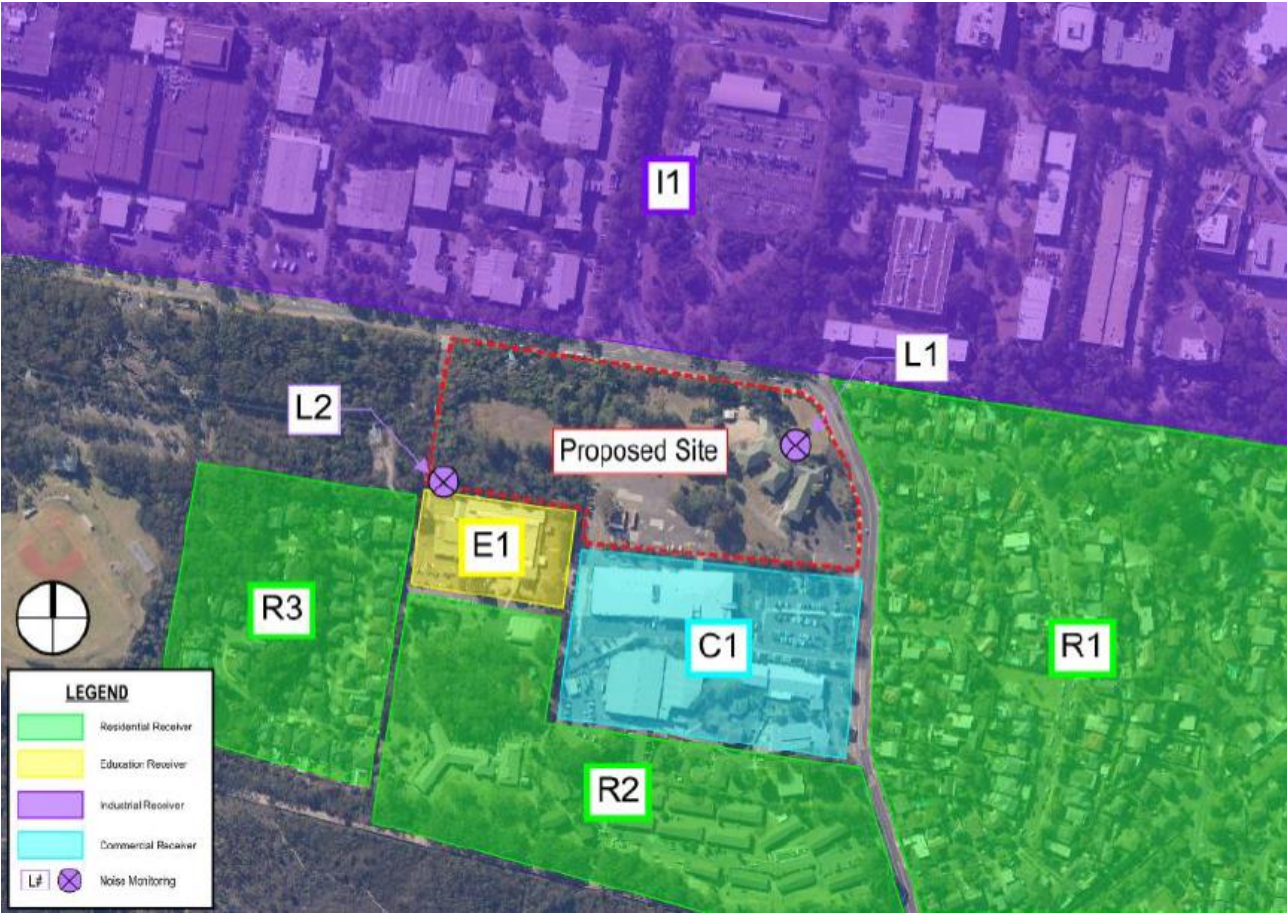 I1
L1
L2
Proposed Site
E1
R3
C1
R1
R2
LEGEND
Residential Receiver
Education Receiver
Industrial Receiver
Commercial Receiver
L# Noise Monitoring